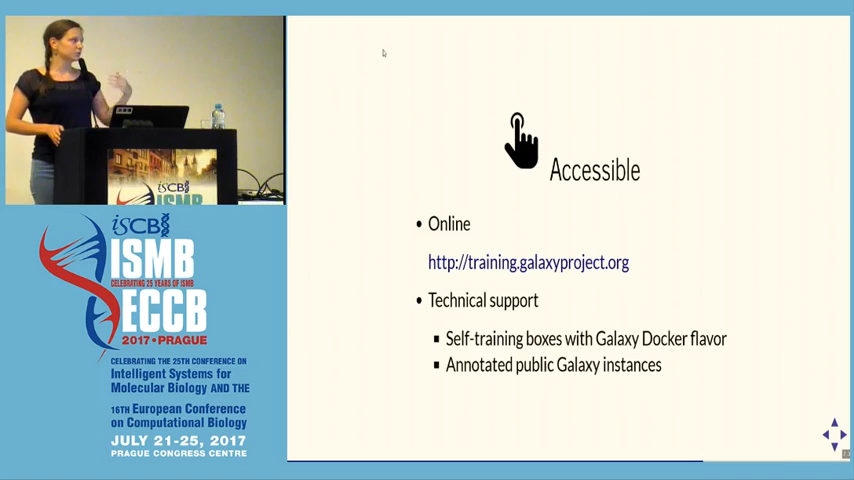 iSCB
ISMB
iSCB
ISMB
CELEBRATING 25 YEARS OF ISMB
ECCB
2017 • PRAGUE
CELEBRATING THE 25TH CONFERENCE ON
Intelligent Systems for
Molecular Biology AND THE
16TH European Conference
on Computational Biology
JULY 21-25, 2017
PRAGUE CONGRESS CENTRE
Accessible
• Online
http://training.galaxyproject.org
• Technical support
▪ Self-training boxes with Galaxy Docker flavor
▪ Annotated public Galaxy instances